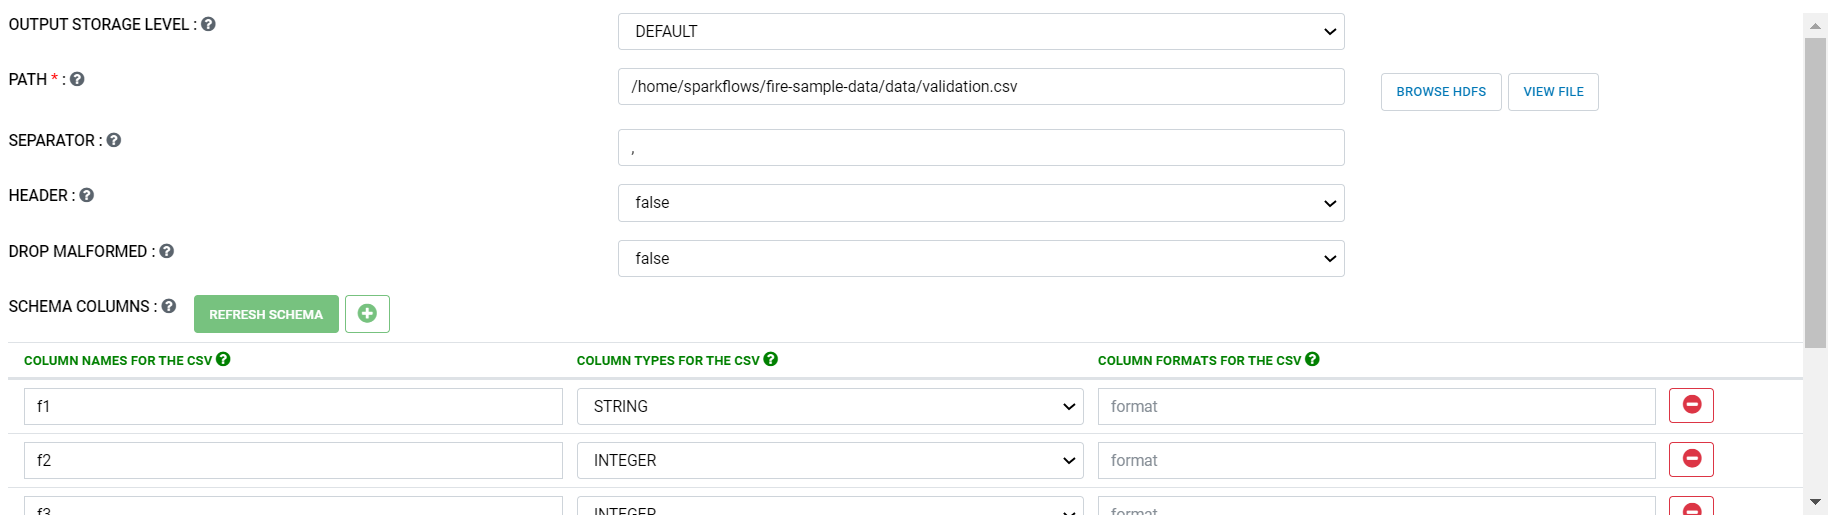 OUTPUT STORAGE LEVEL : DEFAULT
PATH * : /home/sparkflows/fire-sample-data/data/validation.csv BROWSE HDFS VIEW FILE
SEPARATOR : ,
HEADER : false
DROP MALFORMED : false
SCHEMA COLUMNS : REFRESH SCHEMA
COLUMN NAMES FOR THE CSV COLUMN TYPES FOR THE CSV COLUMN FORMATS FOR THE CSV
f1 STRING format
f2 INTEGER format
f3 INTEGER format